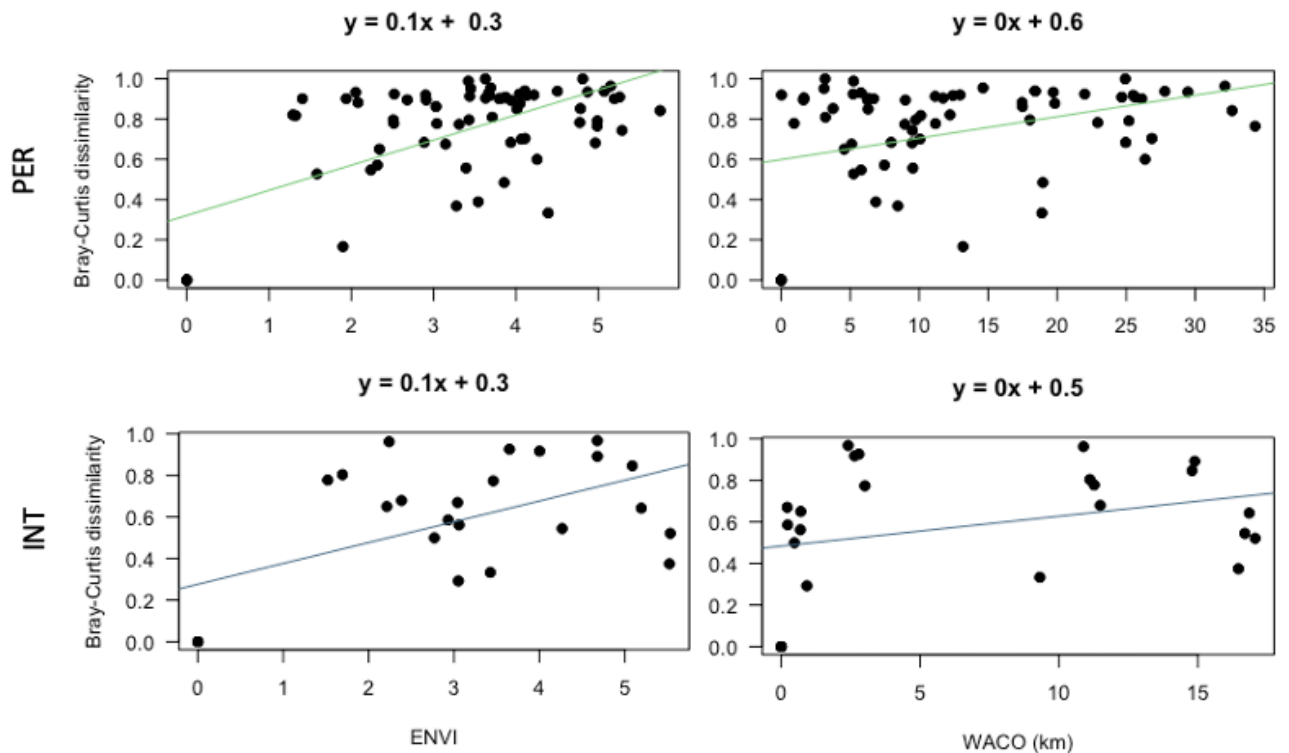 y = 0.1x + 0.3
y = 0x + 0.6
PER
Bray-Curtis dissimilarity
1.0
0.8
0.6
0.4
0.2
0.0
0 1 2 3 4 5
1.0
0.8
0.6
0.4
0.2
0.0
0 5 10 15 20 25 30 35
y = 0.1x + 0.3
y = 0x + 0.5
INT
Bray-Curtis dissimilarity
1.0
0.8
0.6
0.4
0.2
0.0
0 1 2 3 4 5
ENVI
1.0
0.8
0.6
0.4
0.2
0.0
0 5 10 15
WACO (km)